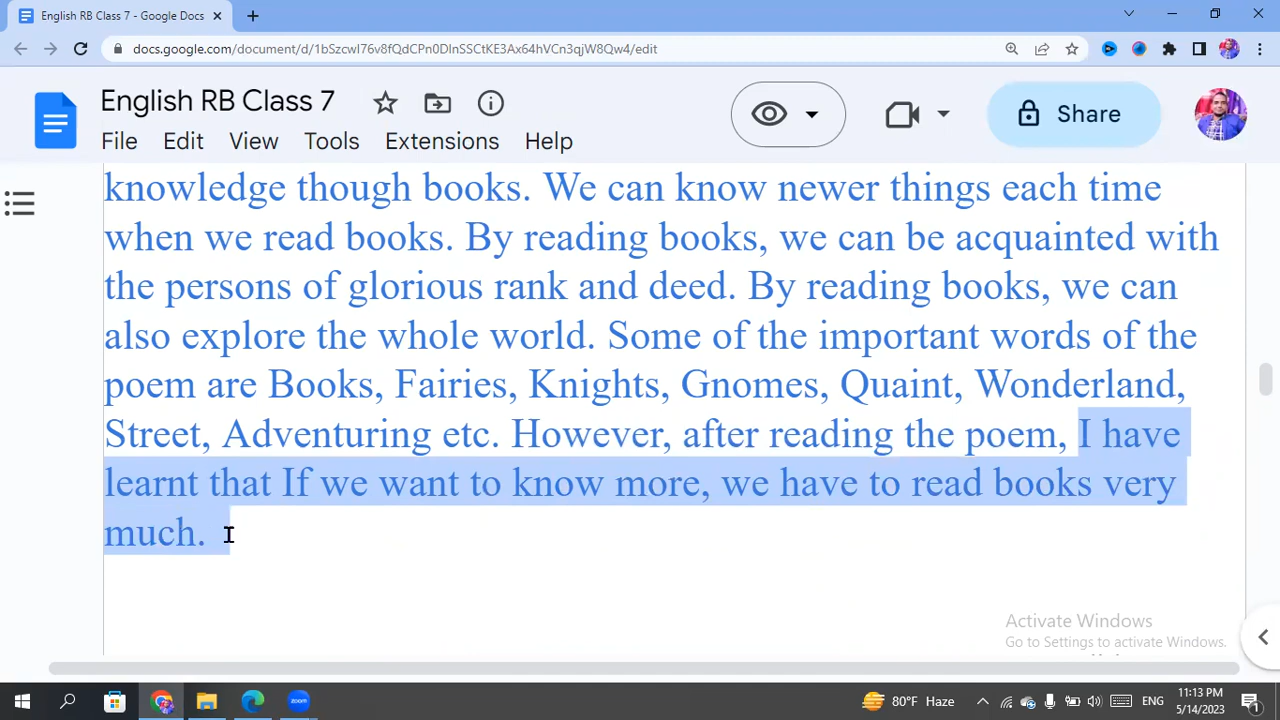 English RB Class 7 - Google Docs
docs.google.com/document/d/1bSzcwI76v8fQdCPn0DInSSCtKE3Ax64hVCn3qjW8Qw4/edit
English RB Class 7
Share
File Edit View Tools Extensions Help
knowledge though books. We can know newer things each time
when we read books. By reading books, we can be acquainted with
the persons of glorious rank and deed. By reading books, we can
also explore the whole world. Some of the important words of the
poem are Books, Fairies, Knights, Gnomes, Quaint, Wonderland,
Street, Adventuring etc. However, after reading the poem, I have
learnt that If we want to know more, we have to read books very
much.
Activate Windows
Go to Settings to activate Windows.
zoom
80°F Haze
ENG
11:13 PM
5/14/2023
1